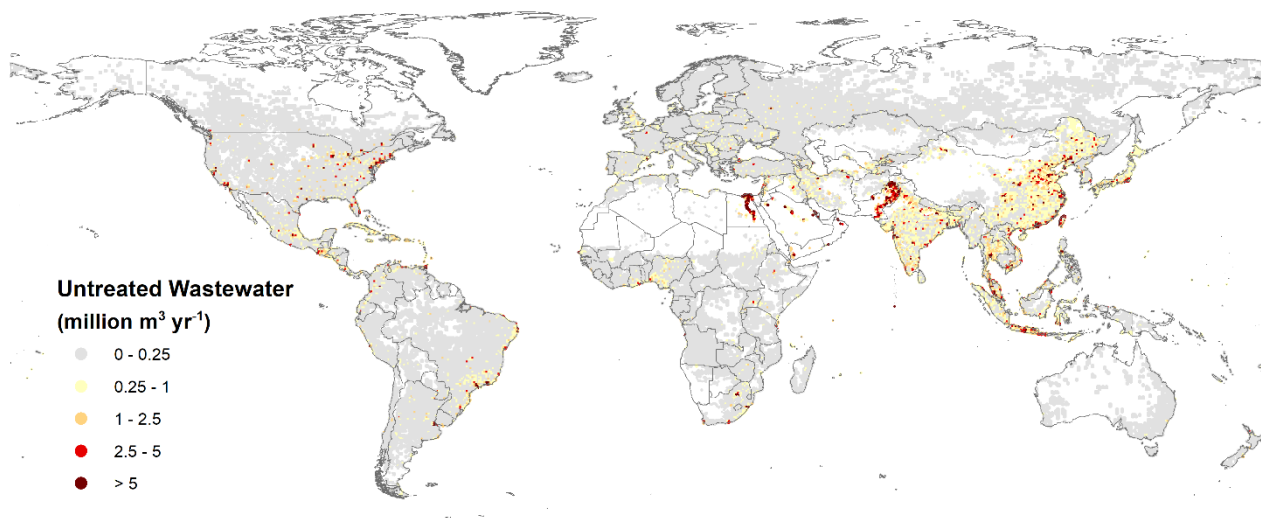 Untreated Wastewater
(million m³ yr⁻¹)
0 - 0.25
0.25 - 1
1 - 2.5
2.5 - 5
> 5